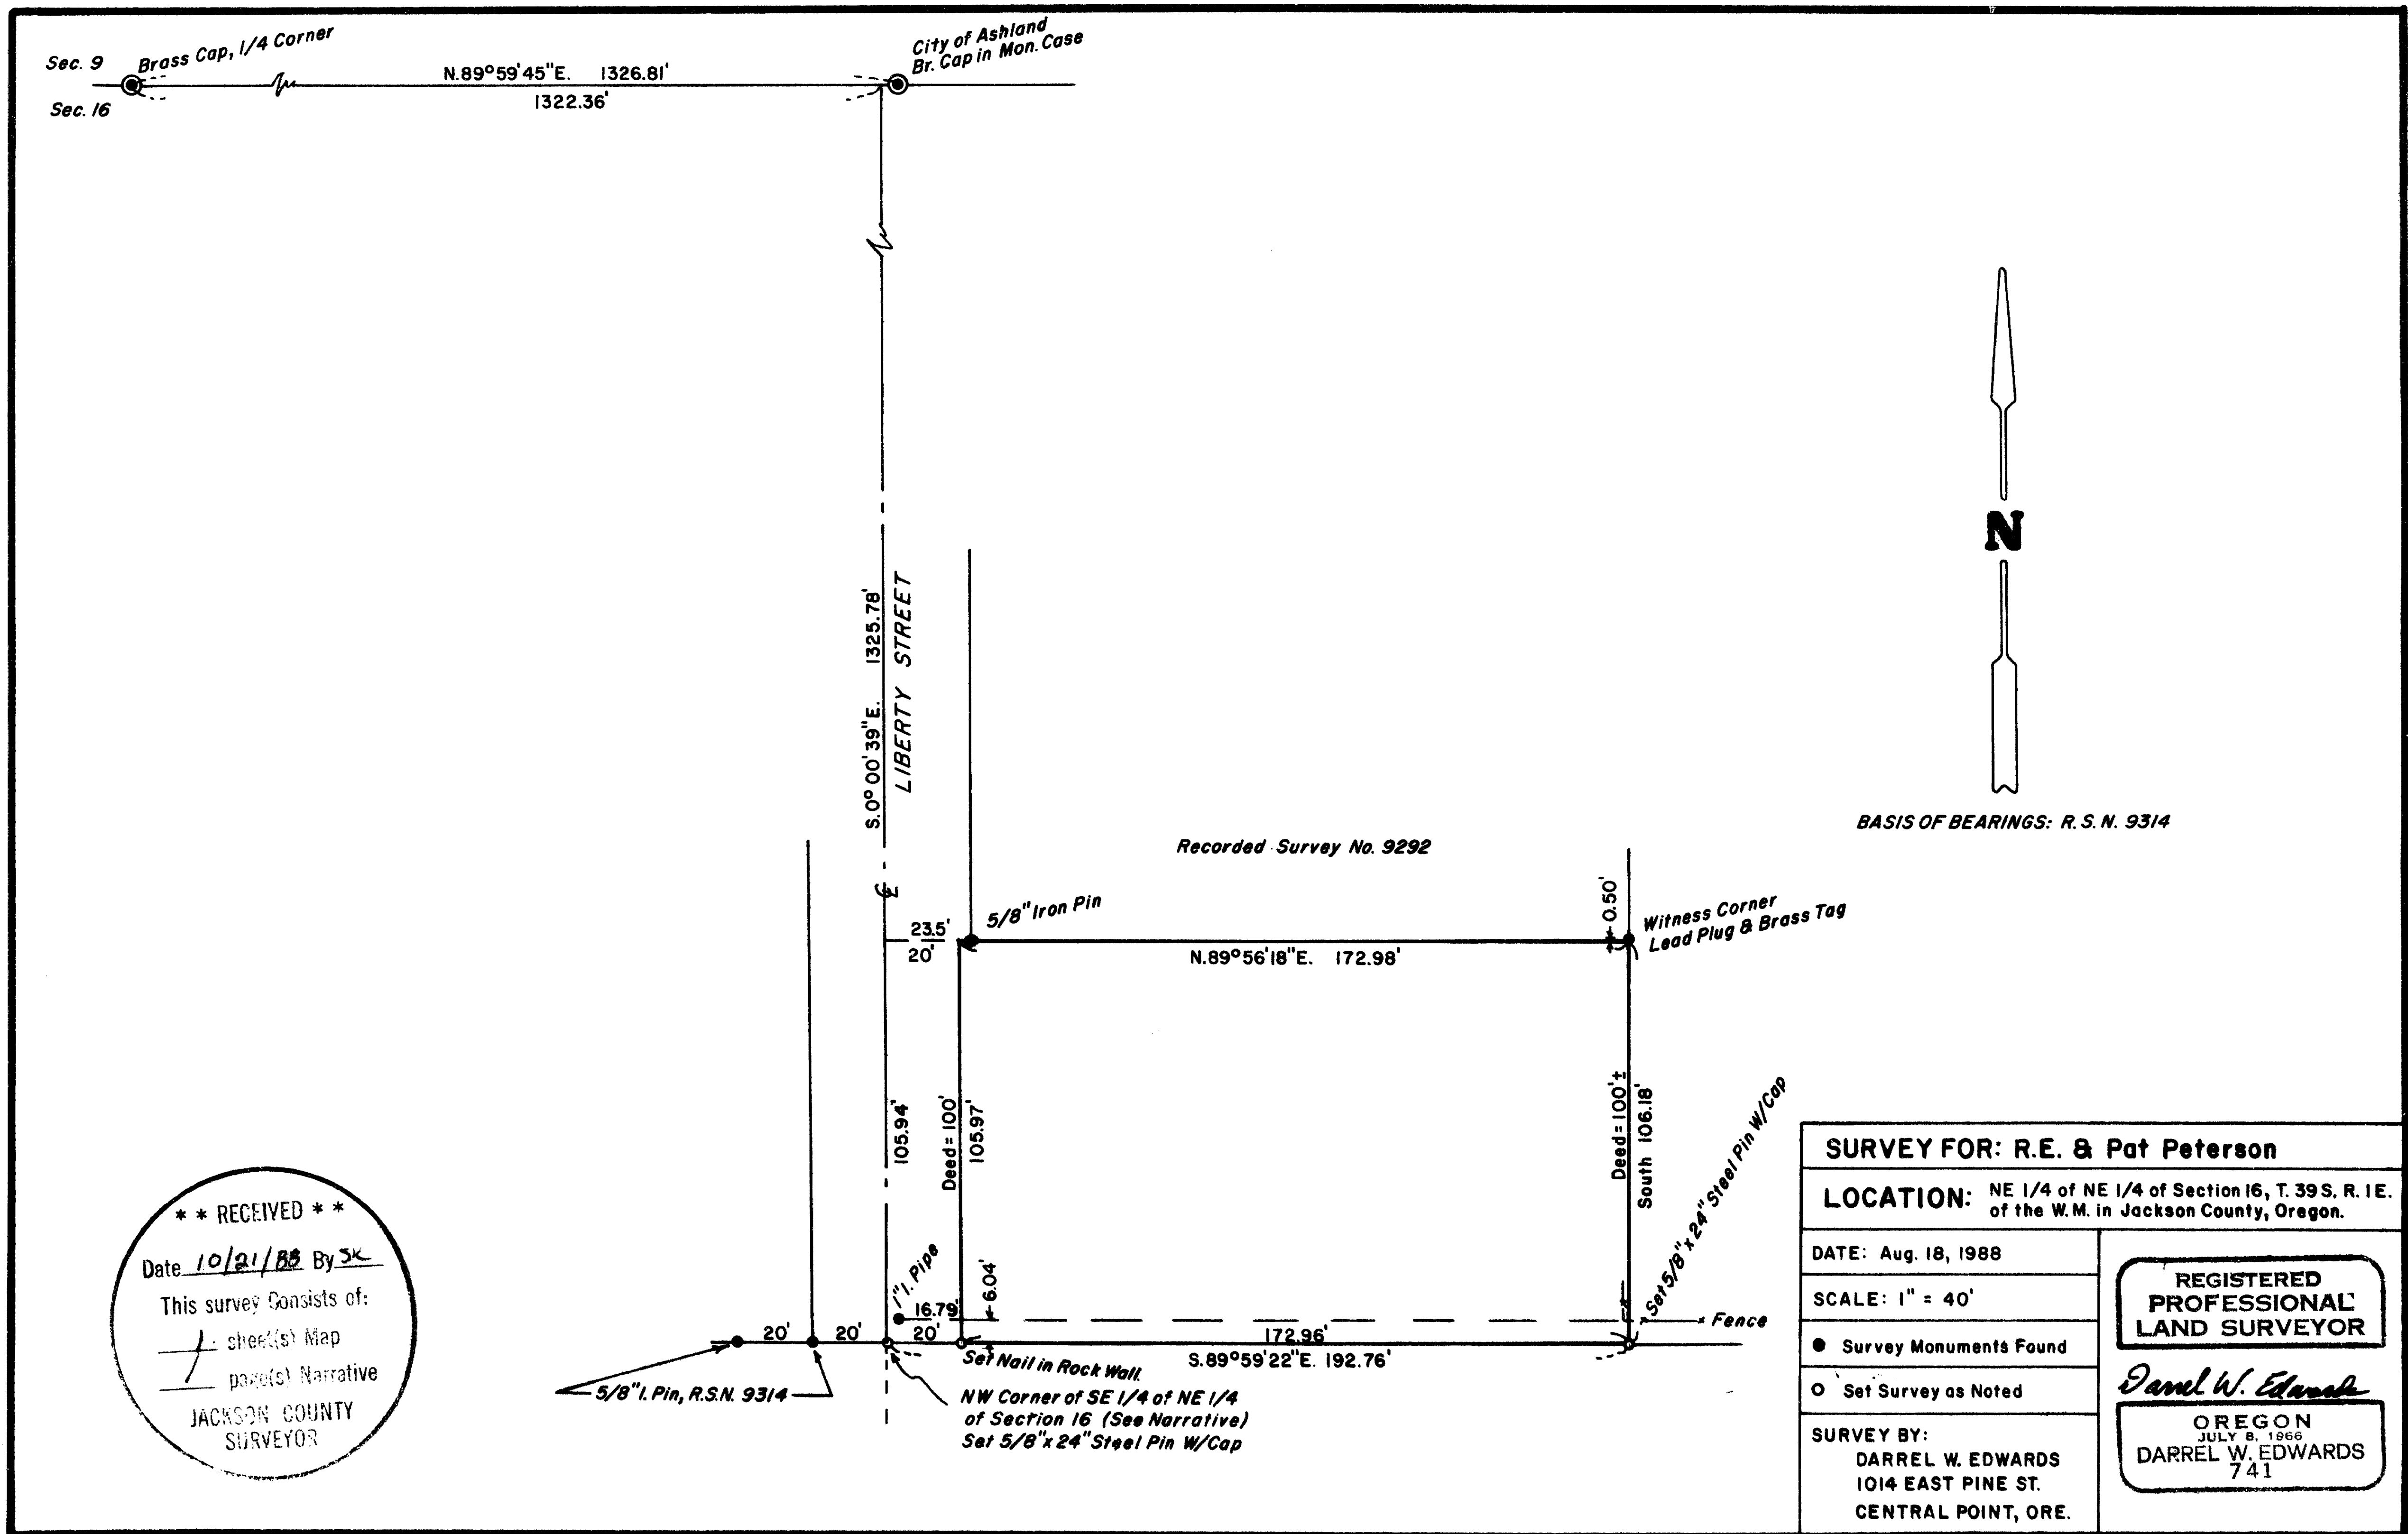 Sec. 9
Brass Cap, 1/4 Corner
Sec. 16
N.89°59'45"E. 1326.81'
1322.36'
City of Ashland
Br. Cap in Mon. Case
S.0°00'39"E. 1325.78'
LIBERTY STREET
N
BASIS OF BEARINGS: R.S.N. 9314
Recorded Survey No. 9292
℄
23.5'
20'
5/8" Iron Pin
N.89°56'18"E. 172.98'
0.50'
Witness Corner
Lead Plug & Brass Tag
105.94'
Deed=100'
105.97'
Deed=100'±
South 106.18'
Set 5/8" x 24" Steel Pin W/Cap
1" I. Pipe
16.79'
6.04'
Fence
20' 20' 20'
172.96'
S.89°59'22"E. 192.76'
Set Nail in Rock Wall
5/8" I. Pin, R.S.N. 9314
NW Corner of SE 1/4 of NE 1/4
of Section 16 (See Narrative)
Set 5/8"x 24" Steel Pin W/Cap
* * RECEIVED * *
Date 10/21/88 By SK
This survey Consists of:
1 sheet(s) Map
page(s) Narrative
JACKSON COUNTY
SURVEYOR
SURVEY FOR: R.E. & Pat Peterson
LOCATION: NE 1/4 of NE 1/4 of Section 16, T. 39 S, R. 1 E.
of the W.M. in Jackson County, Oregon.
DATE: Aug. 18, 1988
SCALE: 1" = 40'
Survey Monuments Found
Set Survey as Noted
SURVEY BY:
DARREL W. EDWARDS
1014 EAST PINE ST.
CENTRAL POINT, ORE.
REGISTERED
PROFESSIONAL
LAND SURVEYOR
Darrel W. Edwards
OREGON
JULY 8, 1966
DARREL W. EDWARDS
741